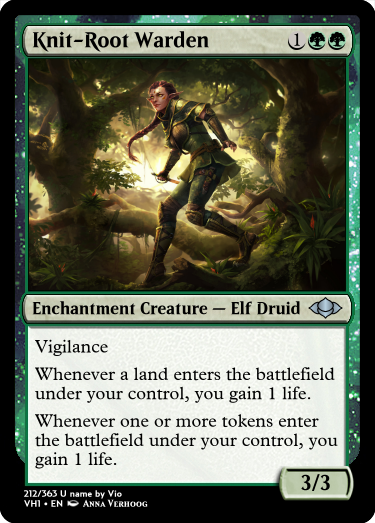 Knit-Root Warden 1
Enchantment Creature — Elf Druid
Vigilance
Whenever a land enters the battlefield
under your control, you gain 1 life.
Whenever one or more tokens enter
the battlefield under your control, you
gain 1 life.
3/3
212/363 U name by Vio
VH1 • EN Anna Verhoog